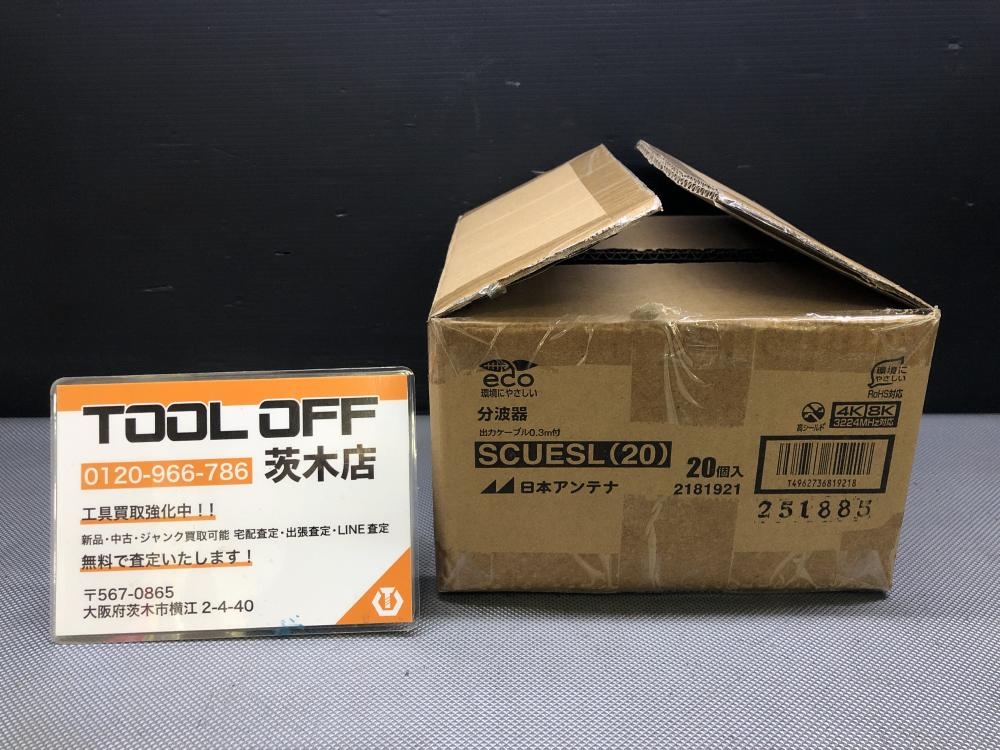 TOOL OFF
0120-966-786 茨木店
工具買取強化中！！
新品・中古・ジャンク買取可能 宅配査定・出張査定・LINE査定
無料で査定いたします！
〒567-0865
大阪府茨木市横江 2-4-40
eco
環境にやさしい
分波器
出力ケーブル0.3m付
SCUESL(20)
20個入
日本アンテナ
2181921
環境に
やさしい
RoHS対応
高シールド
4K 8K
3224MHz対応
T4962736819218
251885